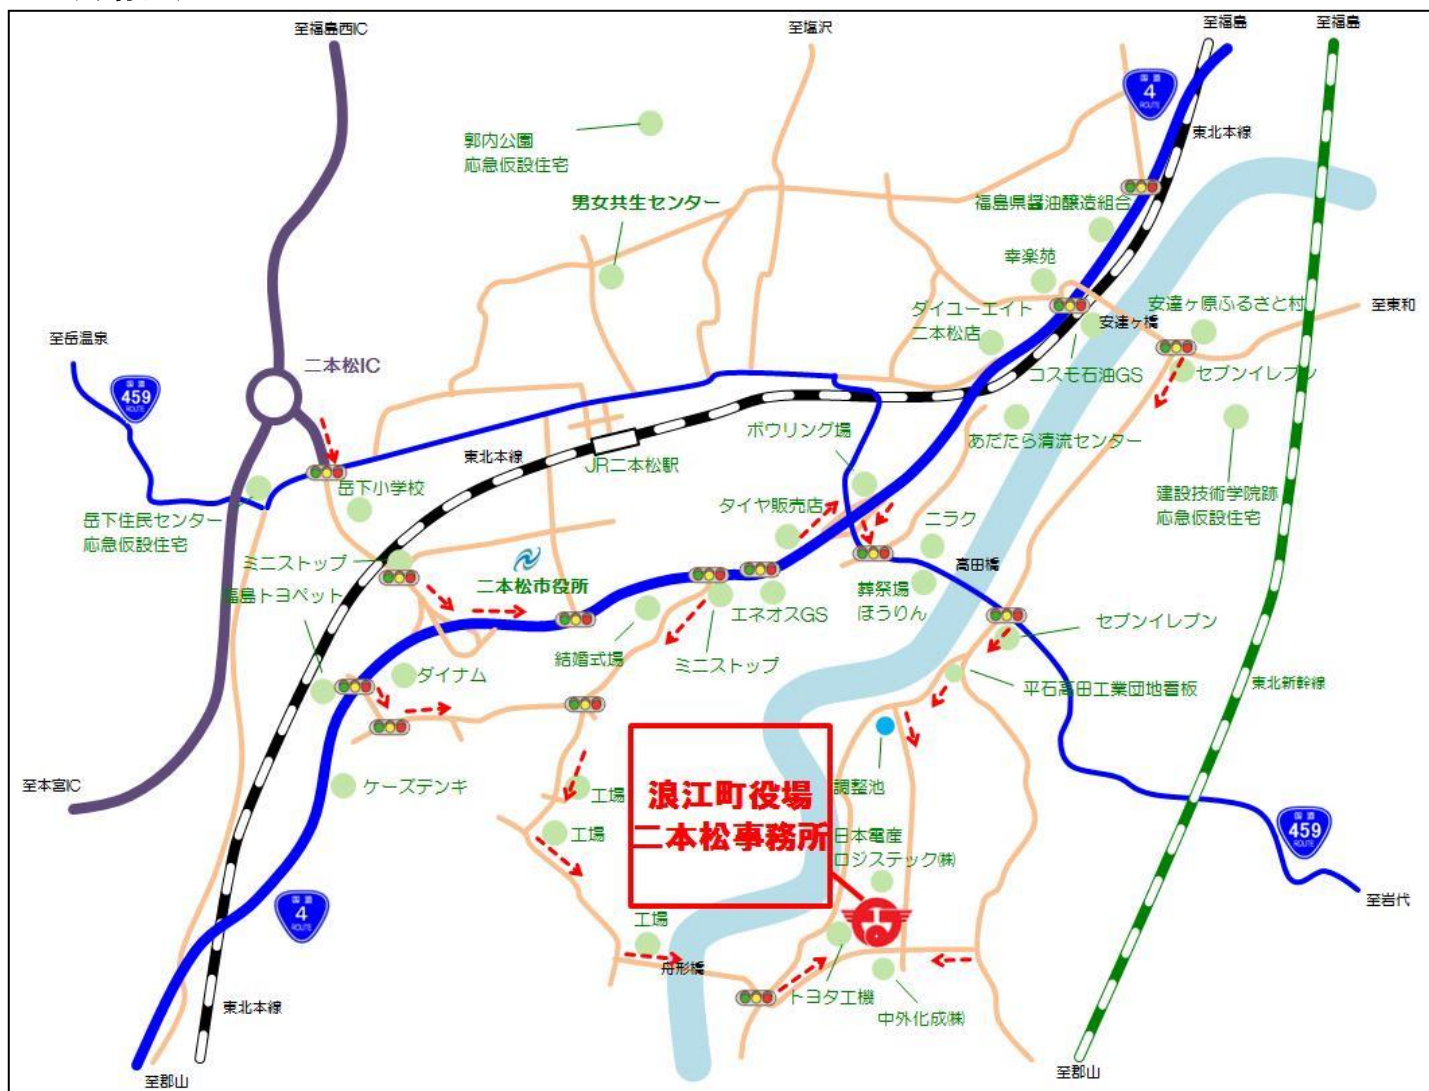 至福島西IC
至塩沢
至福島
至福島
国道
4
ROUTE
東北本線
郭内公園
応急仮設住宅
男女共生センター
福島県醤油醸造組合
幸楽苑
ダイユーエイト
二本松店
安達ヶ橋
安達ヶ原ふるさと村
至東和
至岳温泉
二本松IC
コスモ石油GS
セブンイレブン
国道
459
ROUTE
ボウリング場
あだたら清流センター
東北本線
JR二本松駅
岳下小学校
岳下住民センター
応急仮設住宅
タイヤ販売店
ニラク
建設技術学院跡
応急仮設住宅
ミニストップ
二本松市役所
高田橋
福島トヨペット
エネオスGS
葬祭場
ほうりん
セブンイレブン
結婚式場
ミニストップ
ダイナム
平石高田工業団地看板
東北新幹線
至本宮IC
ケーズデンキ
工場
浪江町役場
二本松事務所
調整池
工場
日本電産
ロジステック㈱
国道
459
ROUTE
至岩代
国道
4
ROUTE
工場
舟形橋
トヨタ工機
中外化成㈱
東北本線
至郡山
至郡山